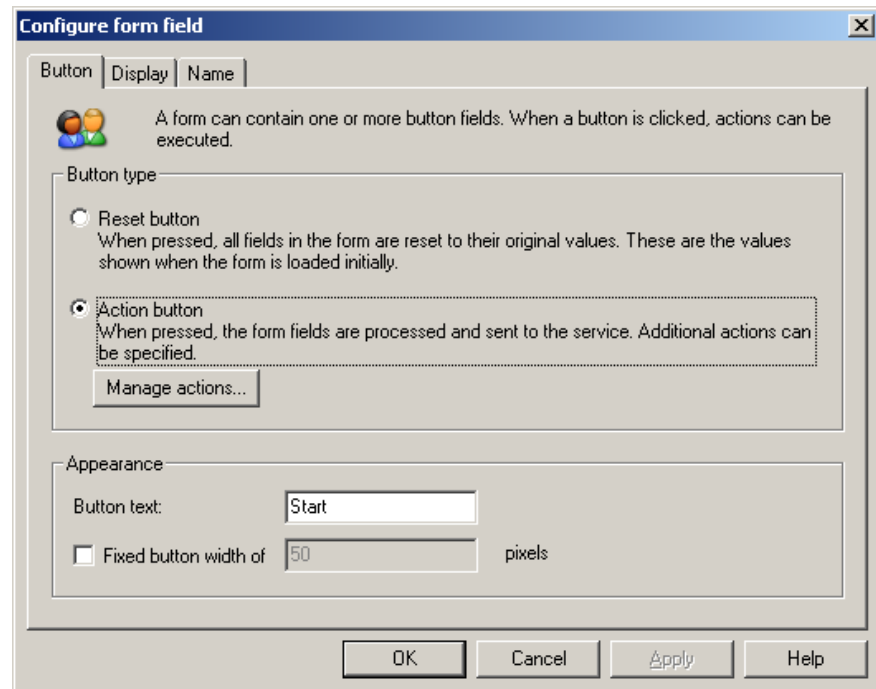 Configure form field
Button Display Name
A form can contain one or more button fields. When a button is clicked, actions can be
executed.
Button type
Reset button
When pressed, all fields in the form are reset to their original values. These are the values
shown when the form is loaded initially.
Action button
When pressed, the form fields are processed and sent to the service. Additional actions can
be specified.
Manage actions...
Appearance
Button text: Start
Fixed button width of 50 pixels
OK Cancel Apply Help